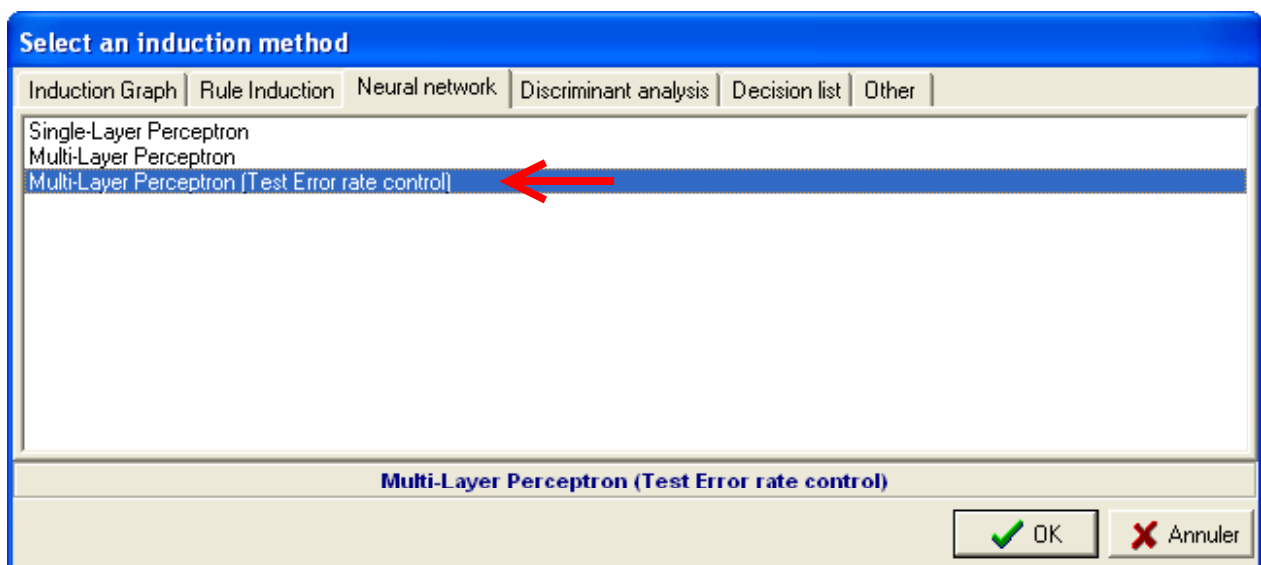 Select an induction method
Induction Graph Rule Induction Neural network Discriminant analysis Decision list Other
Single-Layer Perceptron
Multi-Layer Perceptron
Multi-Layer Perceptron (Test Error rate control)
Multi-Layer Perceptron (Test Error rate control)
OK Annuler